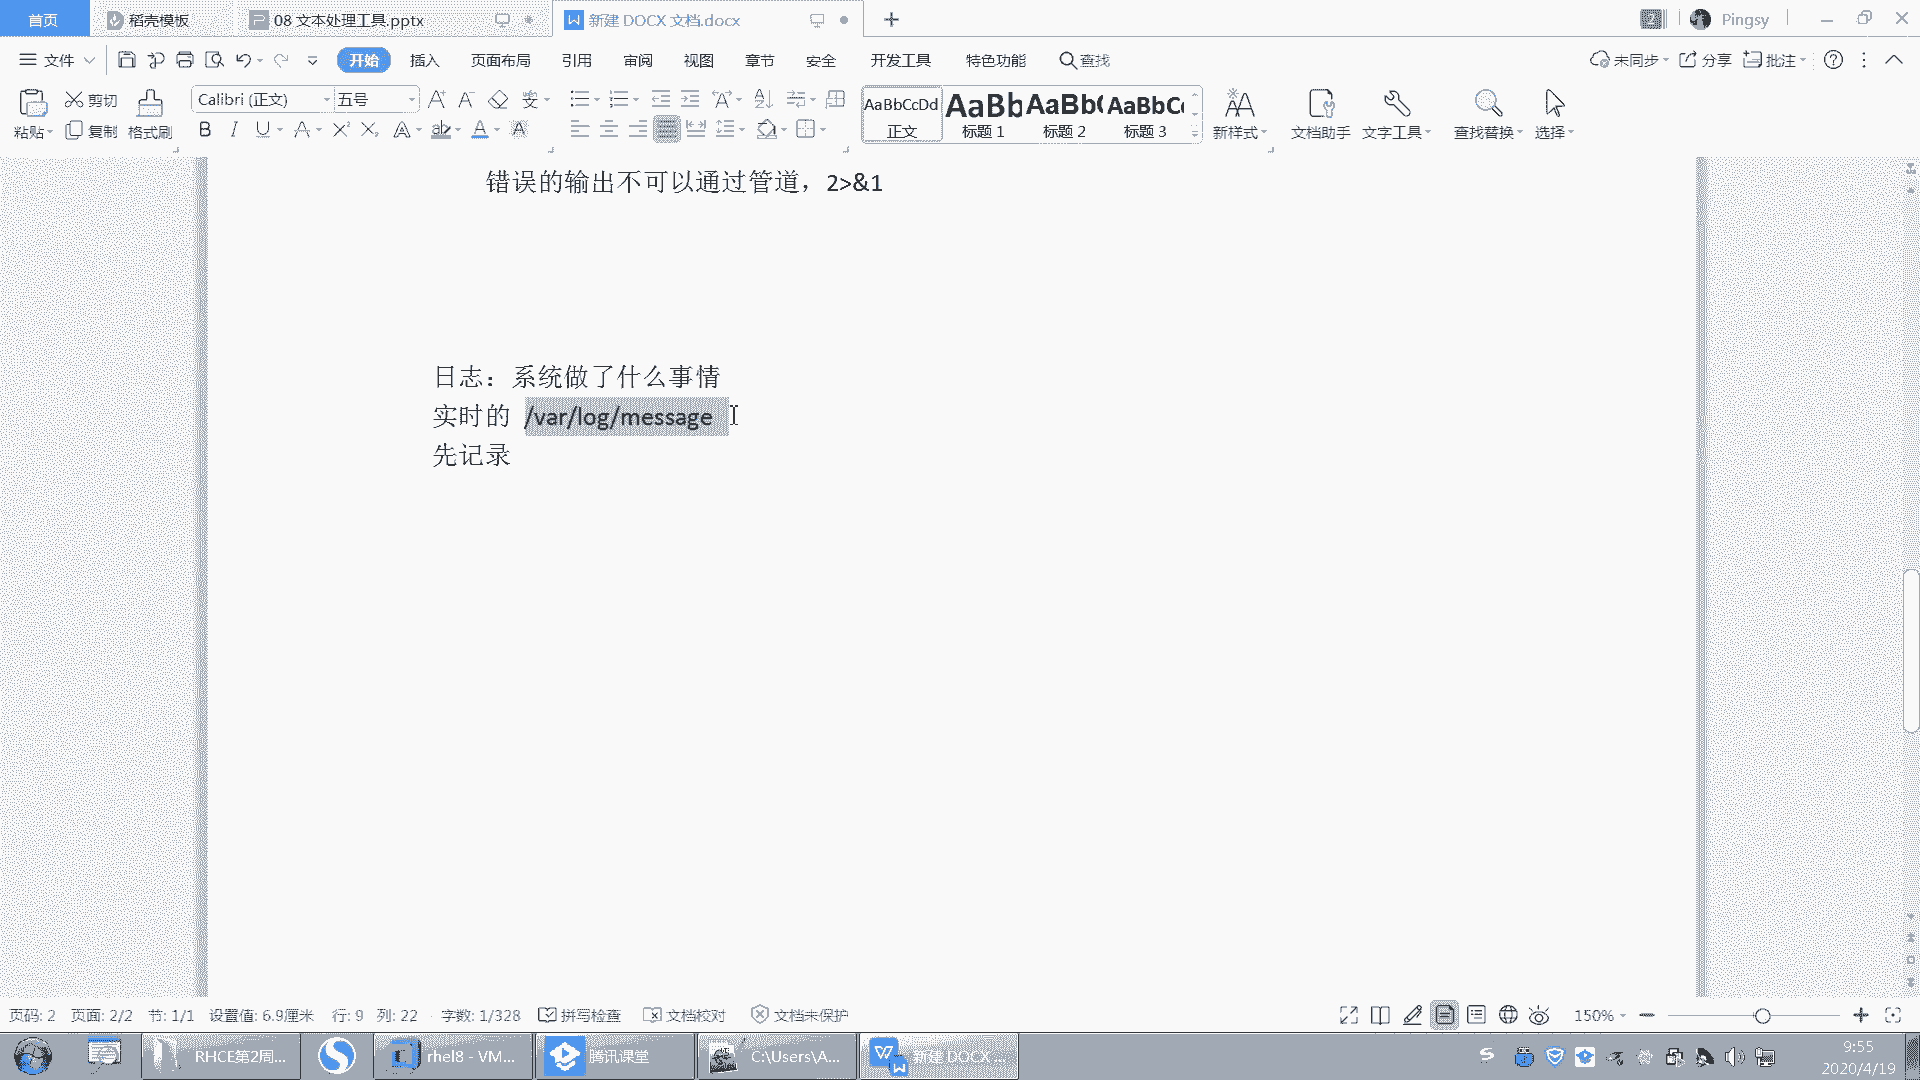 首页 稻壳模板 08 文本处理工具.pptx 新建 DOCX 文档.docx Pingsy
文件 开始 插入 页面布局 引用 审阅 视图 章节 安全 开发工具 特色功能 查找 未同步 分享 批注
粘贴 剪切 复制 格式刷 Calibri (正文) 五号 AaBbCcDd 正文 AaBb 标题 1 AaBb( 标题 2 AaBbC 标题 3 新样式 文档助手 文字工具 查找替换 选择
错误的输出不可以通过管道，2>&1
日志：系统做了什么事情
实时的 /var/log/message
先记录
页码: 2 页面: 2/2 节: 1/1 设置值: 6.9厘米 行: 9 列: 22 字数: 1/328 拼写检查 文档校对 文档未保护 150%
RHCE第2周... rhel8 - VM... 腾讯课堂 C:\Users\A... 新建 DOCX ... 9:55
2020/4/19